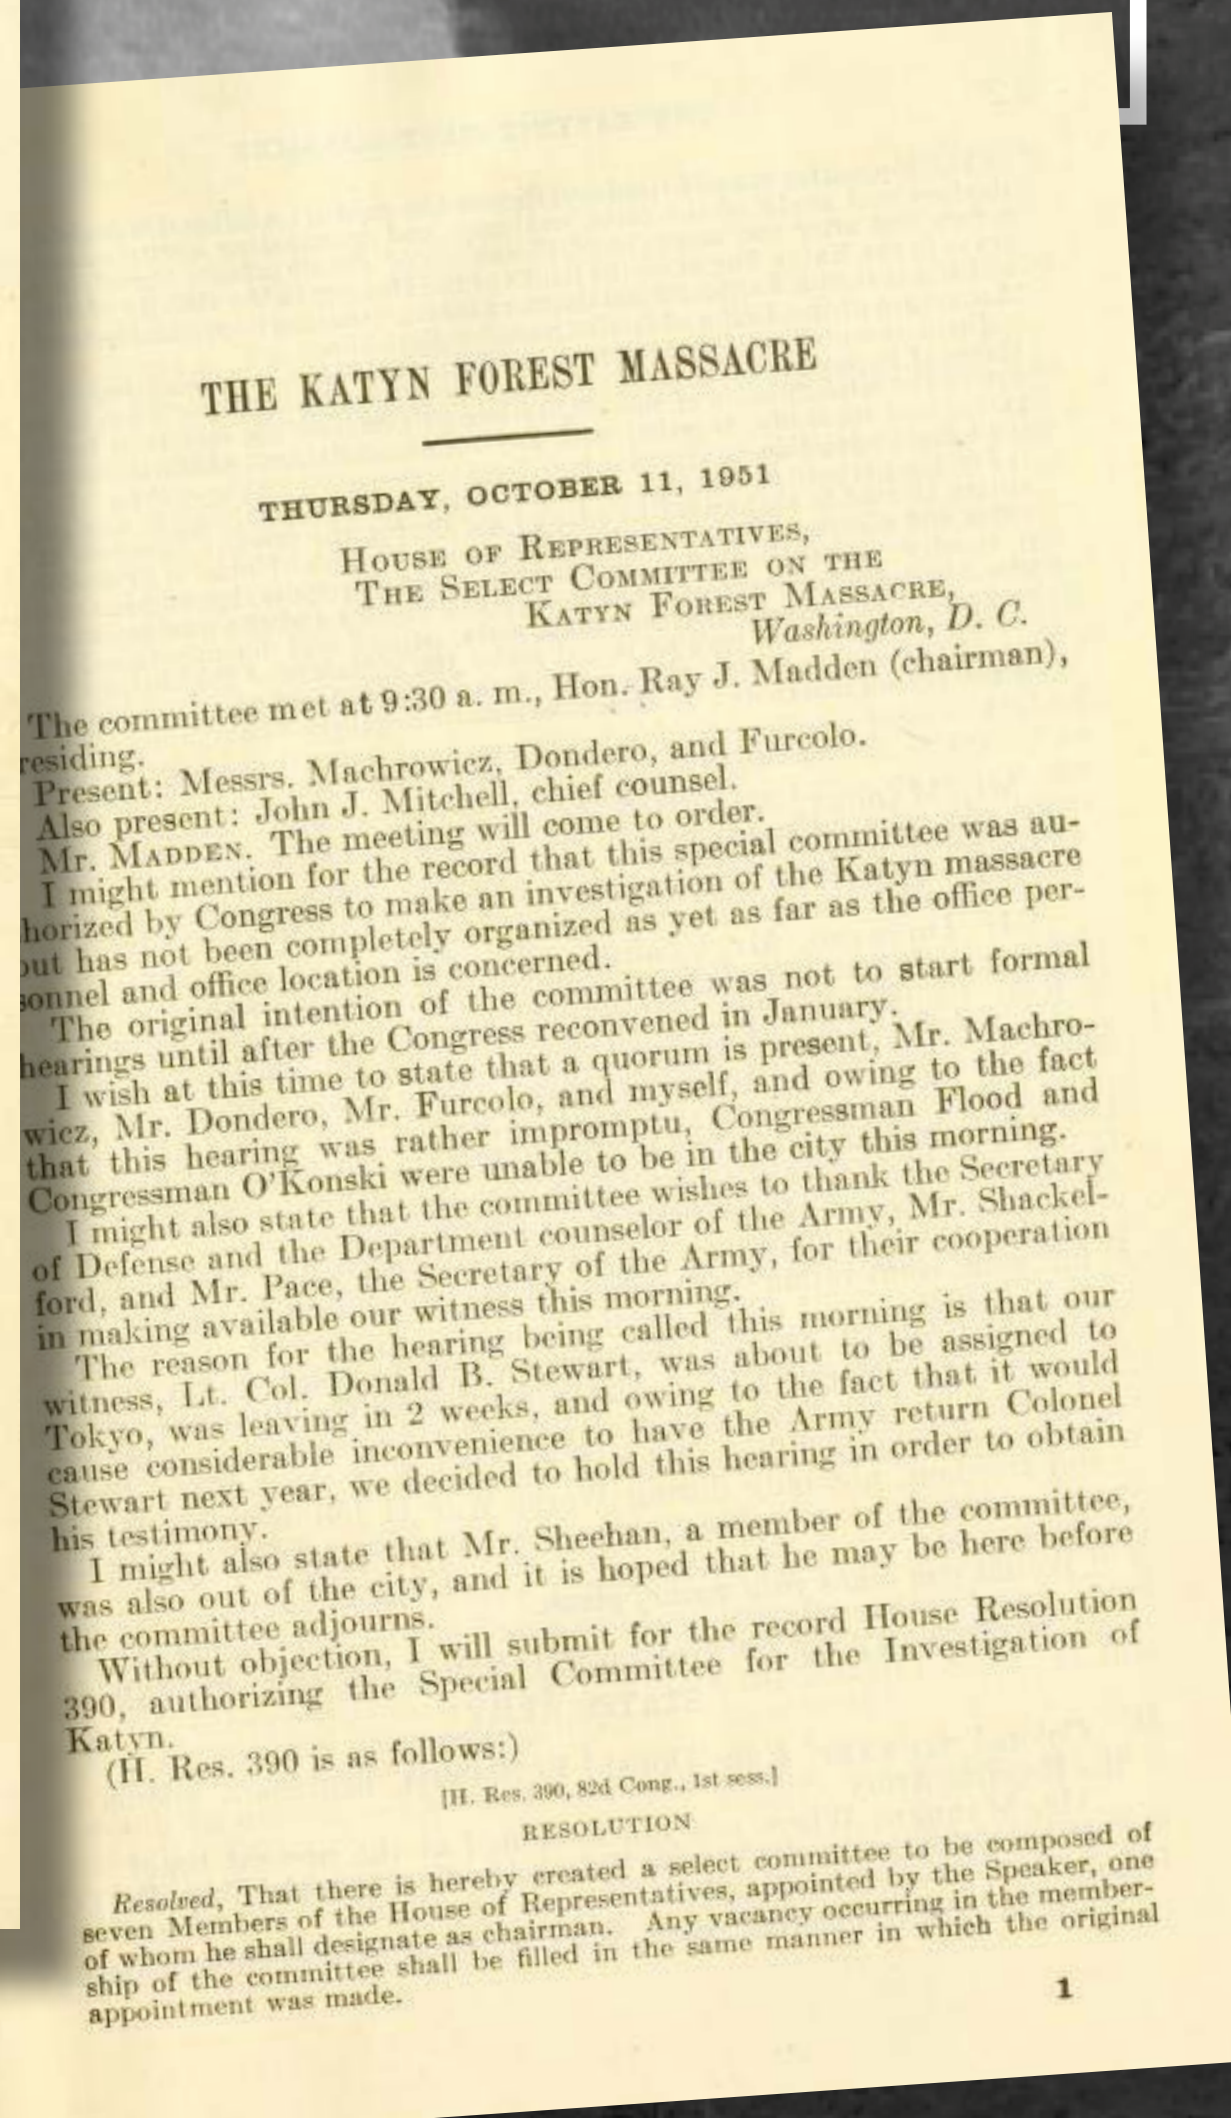 THE KATYN FOREST MASSACRE
THURSDAY, OCTOBER 11, 1951
HOUSE OF REPRESENTATIVES,
THE SELECT COMMITTEE ON THE
KATYN FOREST MASSACRE,
Washington, D. C.
The committee met at 9:30 a. m., Hon. Ray J. Madden (chairman),
residing.
Present: Messrs. Machrowicz, Dondero, and Furcolo.
Also present: John J. Mitchell, chief counsel.
Mr. MADDEN. The meeting will come to order.
I might mention for the record that this special committee was au-
horized by Congress to make an investigation of the Katyn massacre
out has not been completely organized as yet as far as the office per-
sonnel and office location is concerned.
The original intention of the committee was not to start formal
hearings until after the Congress reconvened in January.
I wish at this time to state that a quorum is present, Mr. Machro-
wicz, Mr. Dondero, Mr. Furcolo, and myself, and owing to the fact
that this hearing was rather impromptu, Congressman Flood and
Congressman O'Konski were unable to be in the city this morning.
I might also state that the committee wishes to thank the Secretary
of Defense and the Department counselor of the Army, Mr. Shackel-
ford, and Mr. Pace, the Secretary of the Army, for their cooperation
in making available our witness this morning.
The reason for the hearing being called this morning is that our
witness, Lt. Col. Donald B. Stewart, was about to be assigned to
Tokyo, was leaving in 2 weeks, and owing to the fact that it would
cause considerable inconvenience to have the Army return Colonel
Stewart next year, we decided to hold this hearing in order to obtain
his testimony.
I might also state that Mr. Sheehan, a member of the committee,
was also out of the city, and it is hoped that he may be here before
the committee adjourns.
Without objection, I will submit for the record House Resolution
390, authorizing the Special Committee for the Investigation of
Katyn.
(H. Res. 390 is as follows:)
[H. Res. 390, 82d Cong., 1st sess.]
RESOLUTION
Resolved, That there is hereby created a select committee to be composed of
seven Members of the House of Representatives, appointed by the Speaker, one
of whom he shall designate as chairman. Any vacancy occurring in the member-
ship of the committee shall be filled in the same manner in which the original
appointment was made.
1